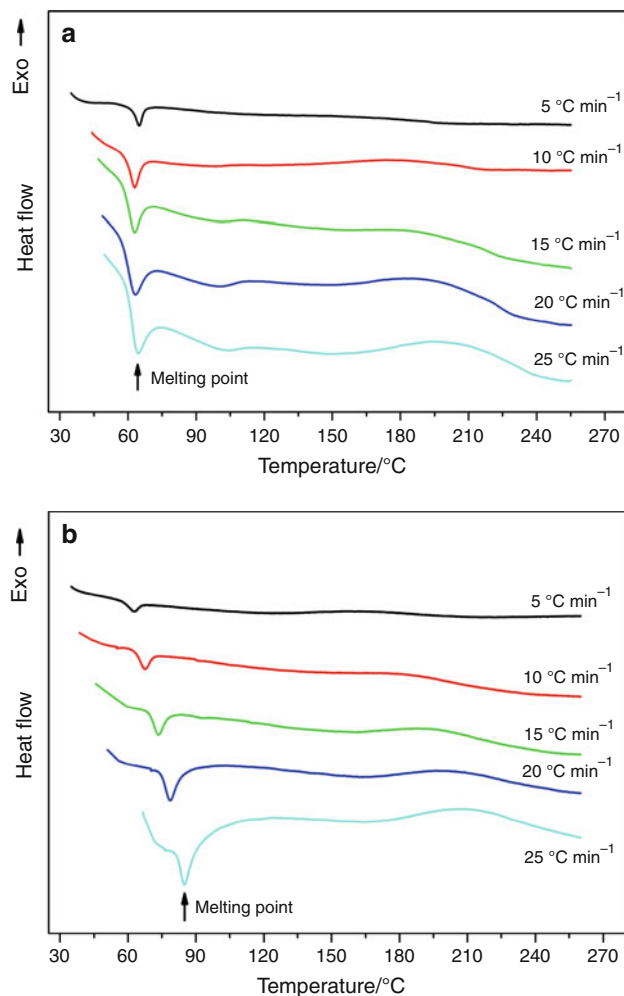 a
Exo →
Heat flow
5 °C min⁻¹
10 °C min⁻¹
15 °C min⁻¹
20 °C min⁻¹
25 °C min⁻¹
Melting point
30 60 90 120 150 180 210 240 270
Temperature/°C
b
Exo →
Heat flow
5 °C min⁻¹
10 °C min⁻¹
15 °C min⁻¹
20 °C min⁻¹
25 °C min⁻¹
Melting point
30 60 90 120 150 180 210 240 270
Temperature/°C